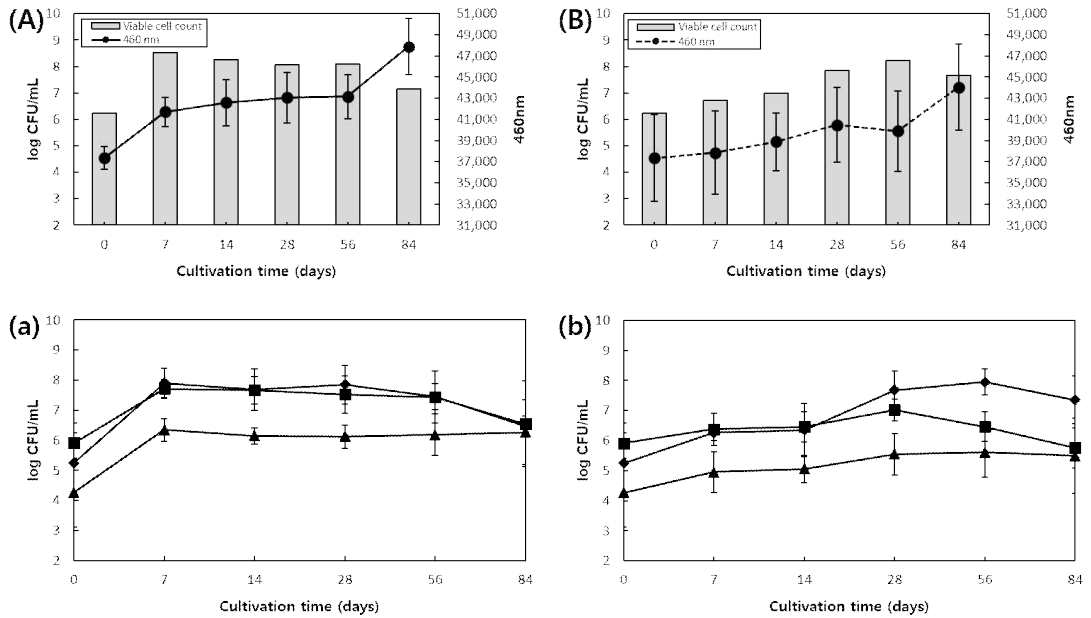 (A)
log CFU/mL
10
9
8
7
6
5
4
3
2
Viable cell count
460 nm
51,000
49,000
47,000
45,000
43,000
41,000
39,000
37,000
35,000
33,000
31,000
460nm
0 7 14 28 56 84
Cultivation time (days)
(B)
log CFU/mL
10
9
8
7
6
5
4
3
2
Viable cell count
460 nm
51,000
49,000
47,000
45,000
43,000
41,000
39,000
37,000
35,000
33,000
31,000
460nm
0 7 14 28 56 84
Cultivation time (days)
(a)
log CFU/mL
10
9
8
7
6
5
4
3
2
0 7 14 28 56 84
Cultivation time (days)
(b)
log CFU/mL
10
9
8
7
6
5
4
3
2
0 7 14 28 56 84
Cultivation time (days)